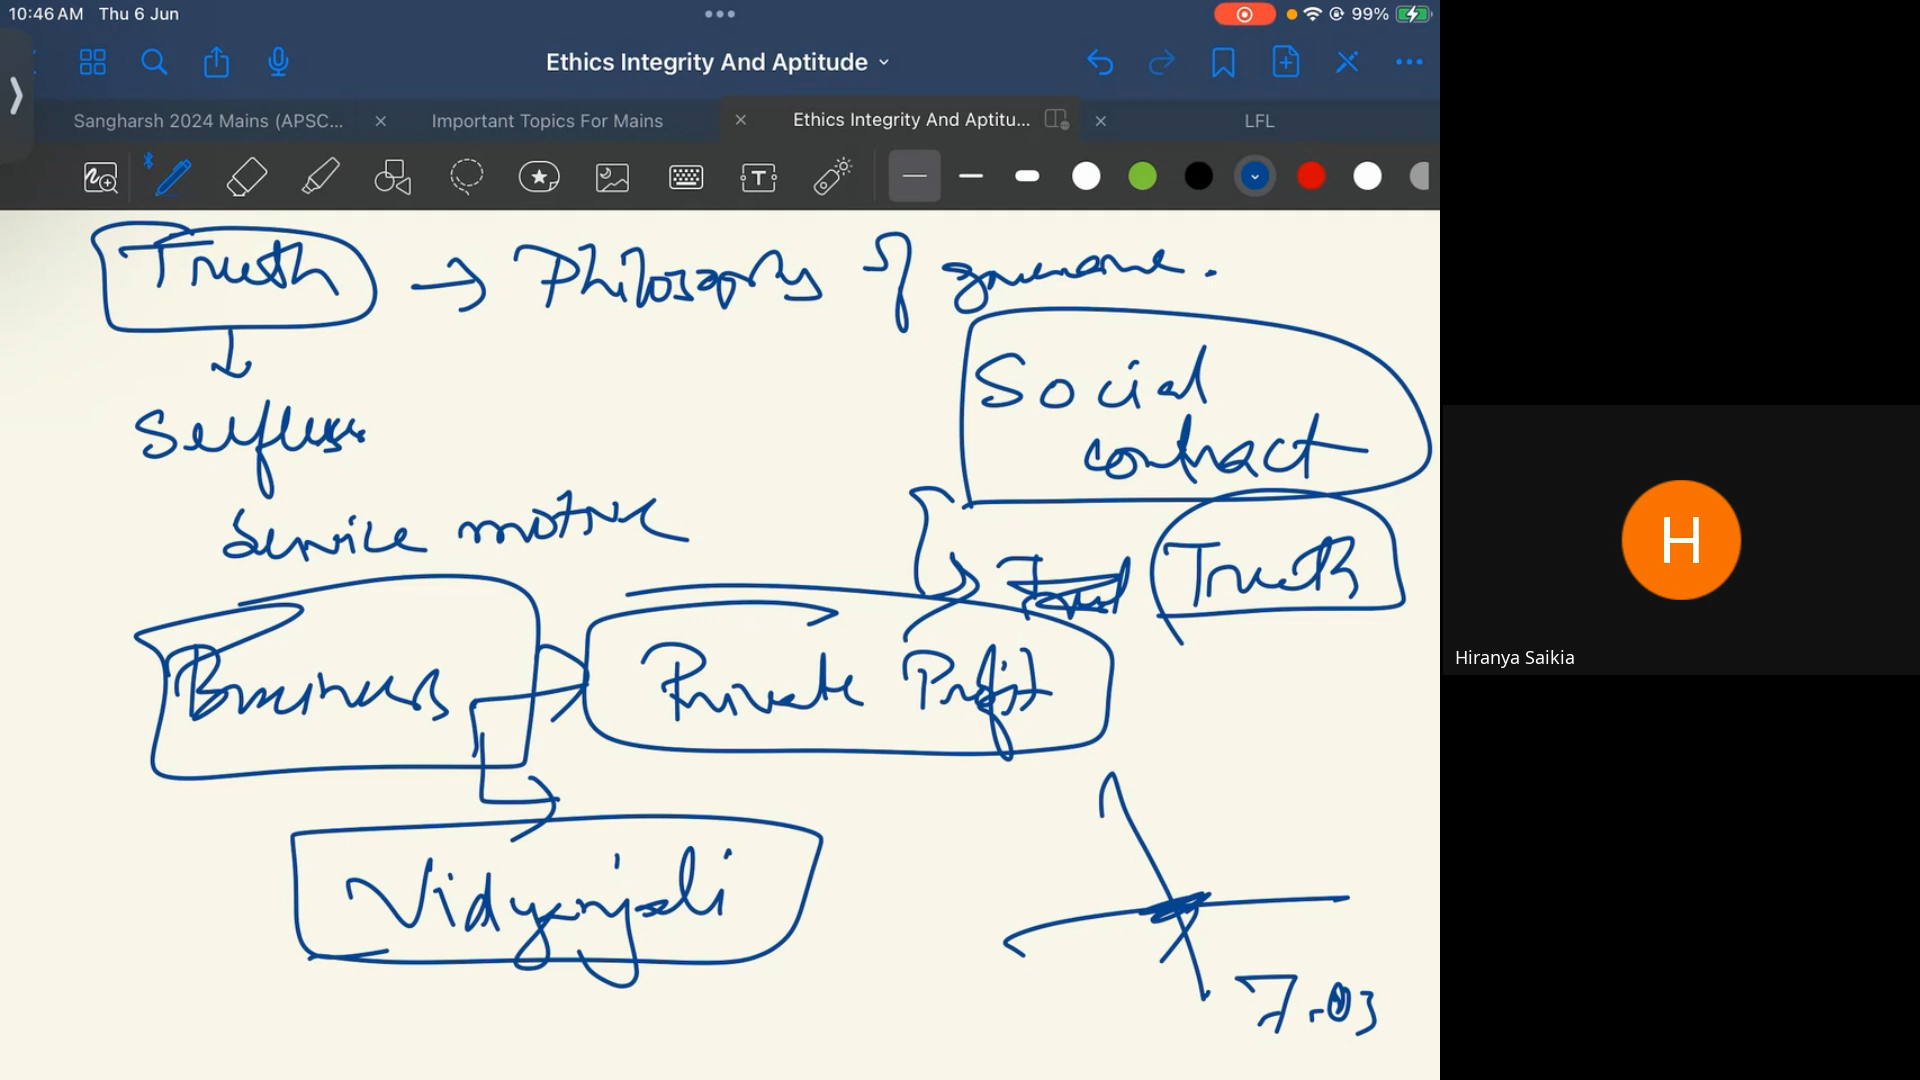 10:46 AM Thu 6 Jun
99%
Ethics Integrity And Aptitude
Sangharsh 2024 Mains (APSC...
Important Topics For Mains
Ethics Integrity And Aptitu...
LFL
T
Truth → Philosophy of governance.
Selfless
Service motive
Social
contract
Truth
Business
Private Profit
Vidyanjali
H
Hiranya Saikia